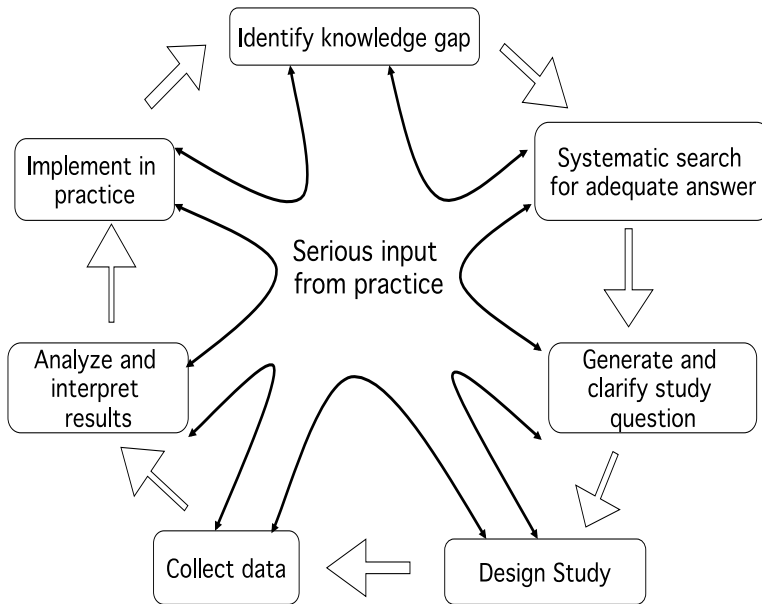 Identify knowledge gap
Systematic search
for adequate answer
Generate and
clarify study
question
Design Study
Collect data
Analyze and
interpret
results
Implement in
practice
Serious input
from practice